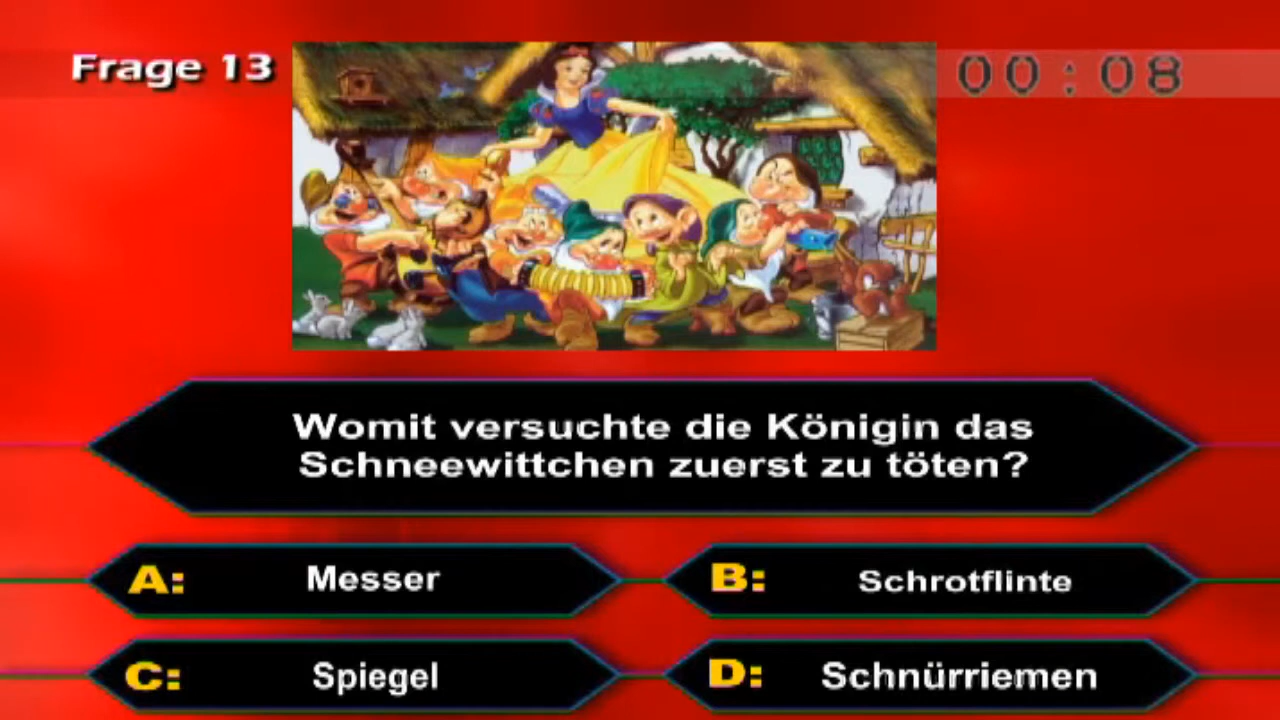 Frage 13
00:08
Womit versuchte die Königin das
Schneewittchen zuerst zu töten?
A: Messer
B: Schrotflinte
C: Spiegel
D: Schnürriemen